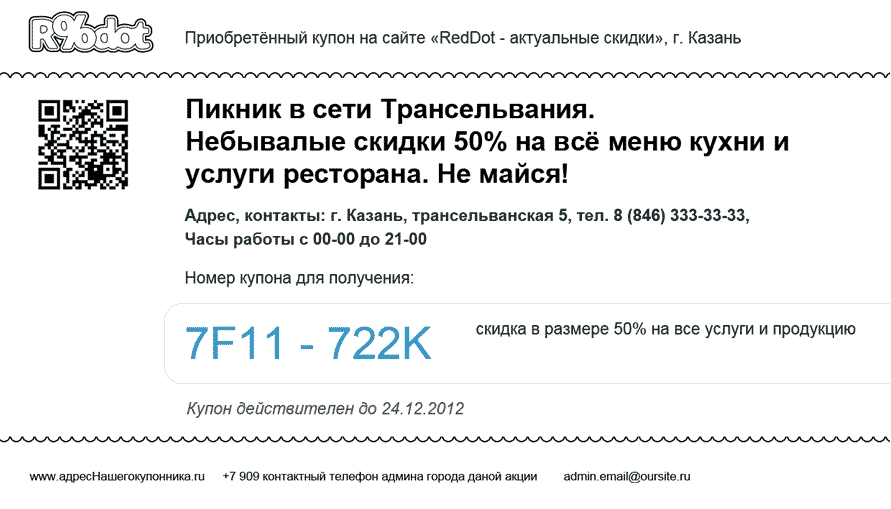 R%dot
Приобретённый купон на сайте «RedDot - актуальные скидки», г. Казань
Пикник в сети Трансельвания.
Небывалые скидки 50% на всё меню кухни и
услуги ресторана. Не майся!
Адрес, контакты: г. Казань, трансельванская 5, тел. 8 (846) 333-33-33,
Часы работы с 00-00 до 21-00
Номер купона для получения:
7F11 - 722K
скидка в размере 50% на все услуги и продукцию
Купон действителен до 24.12.2012
www.адресНашегокупонника.ru +7 909 контактный телефон админа города даной акции admin.email@oursite.ru